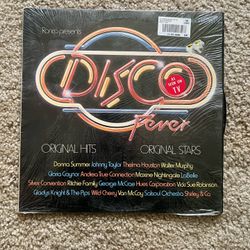 Ronco presents
DISCO
Fever
AS
SEEN ON
TV
ORIGINAL HITS ORIGINAL STARS
Donna Summer Johnny Taylor Thelma Houston Walter Murphy
Gloria Gaynor Andrea True Connection Maxine Nightingale LaBelle
Silver Convention Ritchie Family George McCrae Hues Corporation Vicki Sue Robinson
Gladys Knight & The Pips Wild Cherry Van McCoy Salsoul Orchestra Shirley & Co.